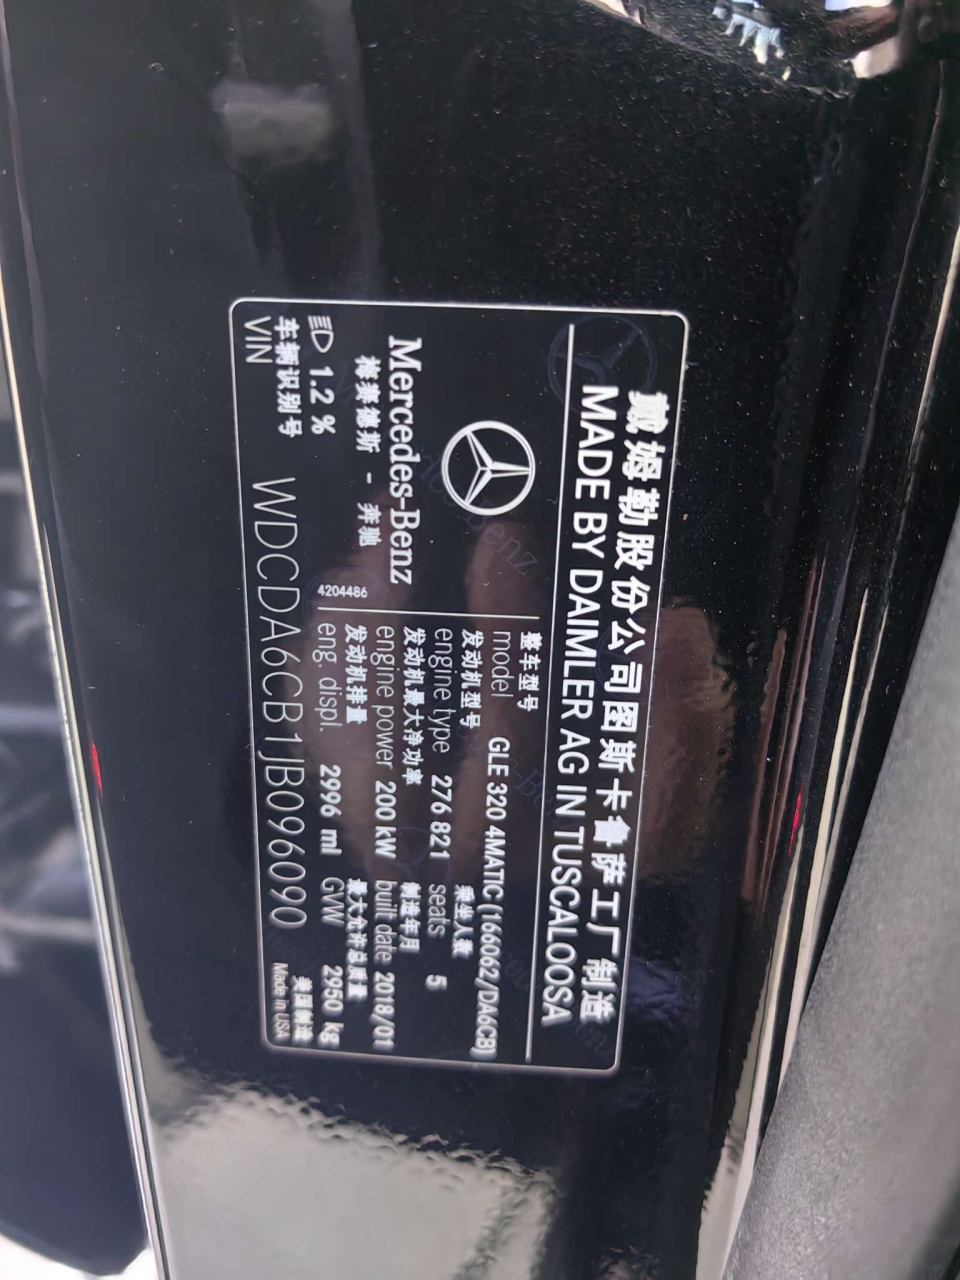 戴姆勒股份公司图斯卡鲁萨工厂制造
MADE BY DAIMLER AG IN TUSCALOOSA
Mercedes-Benz
梅赛德斯 - 奔驰
1.2 %
4204486
整车型号
model GLE 320 4MATIC (166062/DA6CB)
发动机型号 乘坐人数
engine type 276 821 seats 5
发动机最大净功率 制造年月
engine power 200 kW built date 2018/01
发动机排量 最大允许总质量
eng. displ. 2996 ml GVW 2950 kg
车辆识别号 美国制造
VIN WDCDA6CB1JB096090 Made in USA